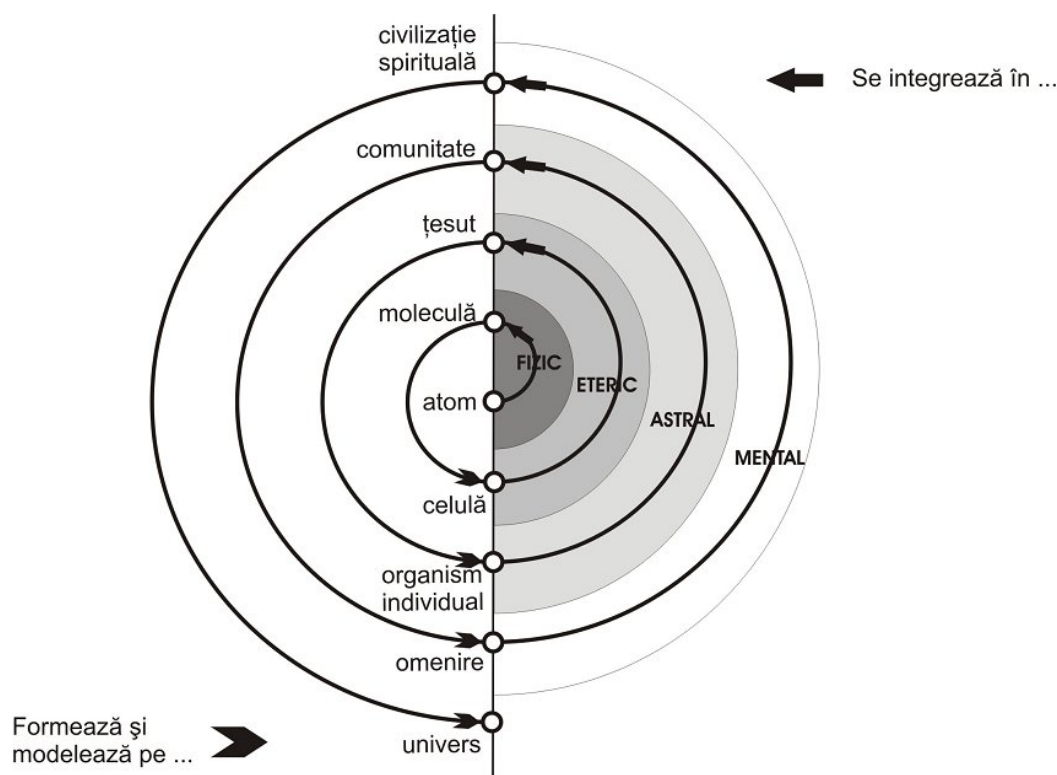 civilizație
spirituală
Se integrează în ...
comunitate
țesut
moleculă
FIZIC
ETERIC
atom
ASTRAL
MENTAL
celulă
organism
individual
omenire
Formează şi
modelează pe ...
univers